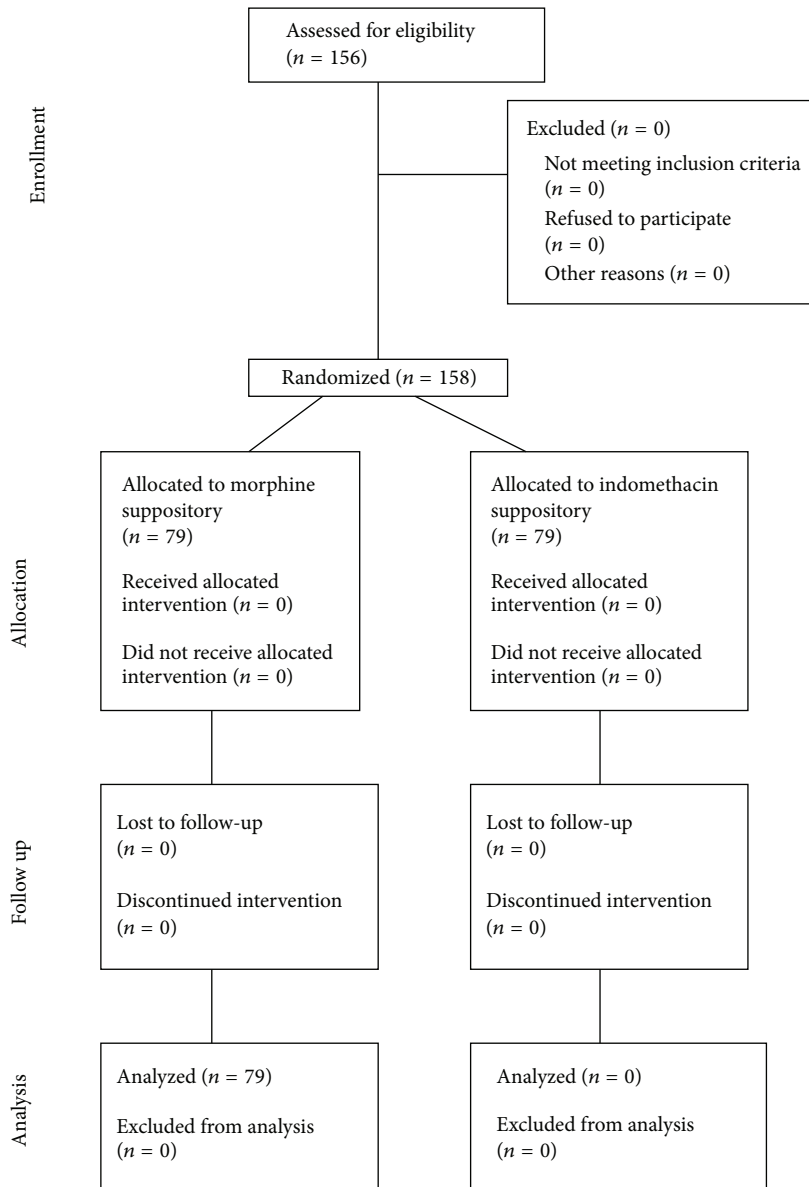 Enrollment
Assessed for eligibility
(n = 156)
Excluded (n = 0)
Not meeting inclusion criteria
(n = 0)
Refused to participate
(n = 0)
Other reasons (n = 0)
Randomized (n = 158)
Allocation
Allocated to morphine
suppository
(n = 79)
Received allocated
intervention (n = 0)
Did not receive allocated
intervention (n = 0)
Allocated to indomethacin
suppository
(n = 79)
Received allocated
intervention (n = 0)
Did not receive allocated
intervention (n = 0)
Follow up
Lost to follow-up
(n = 0)
Discontinued intervention
(n = 0)
Lost to follow-up
(n = 0)
Discontinued intervention
(n = 0)
Analysis
Analyzed (n = 79)
Excluded from analysis
(n = 0)
Analyzed (n = 0)
Excluded from analysis
(n = 0)